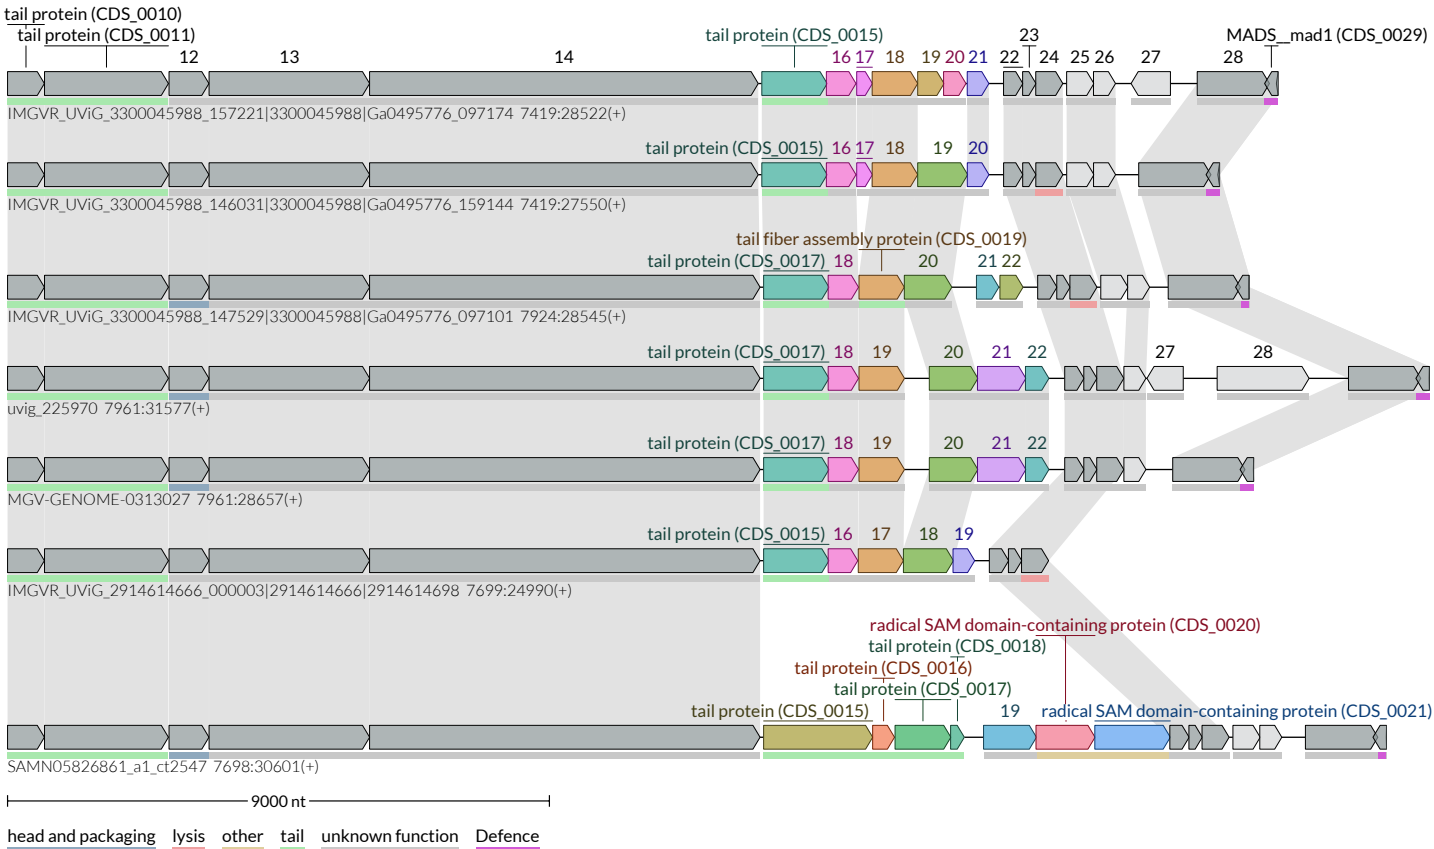 tail protein (CDS_0010)
tail protein (CDS_0011) 12 13 14 tail protein (CDS_0015) 16 17 18 19 20 21 22 23 24 25 26 27 28 MADS__mad1 (CDS_0029)
IMGVR_UViG_3300045988_157221|3300045988|Ga0495776_097174 7419:28522(+)
tail protein (CDS_0015) 16 17 18 19 20
IMGVR_UViG_3300045988_146031|3300045988|Ga0495776_159144 7419:27550(+)
tail fiber assembly protein (CDS_0019)
tail protein (CDS_0017) 18 20 21 22
IMGVR_UViG_3300045988_147529|3300045988|Ga0495776_097101 7924:28545(+)
tail protein (CDS_0017) 18 19 20 21 22 27 28
uvig_225970 7961:31577(+)
tail protein (CDS_0017) 18 19 20 21 22
MGV-GENOME-0313027 7961:28657(+)
tail protein (CDS_0015) 16 17 18 19
IMGVR_UViG_2914614666_000003|2914614666|2914614698 7699:24990(+)
radical SAM domain-containing protein (CDS_0020)
tail protein (CDS_0018)
tail protein (CDS_0016)
tail protein (CDS_0017)
tail protein (CDS_0015) 19 radical SAM domain-containing protein (CDS_0021)
SAMN05826861_a1_ct2547 7698:30601(+)
9000 nt
head and packaging lysis other tail unknown function Defence